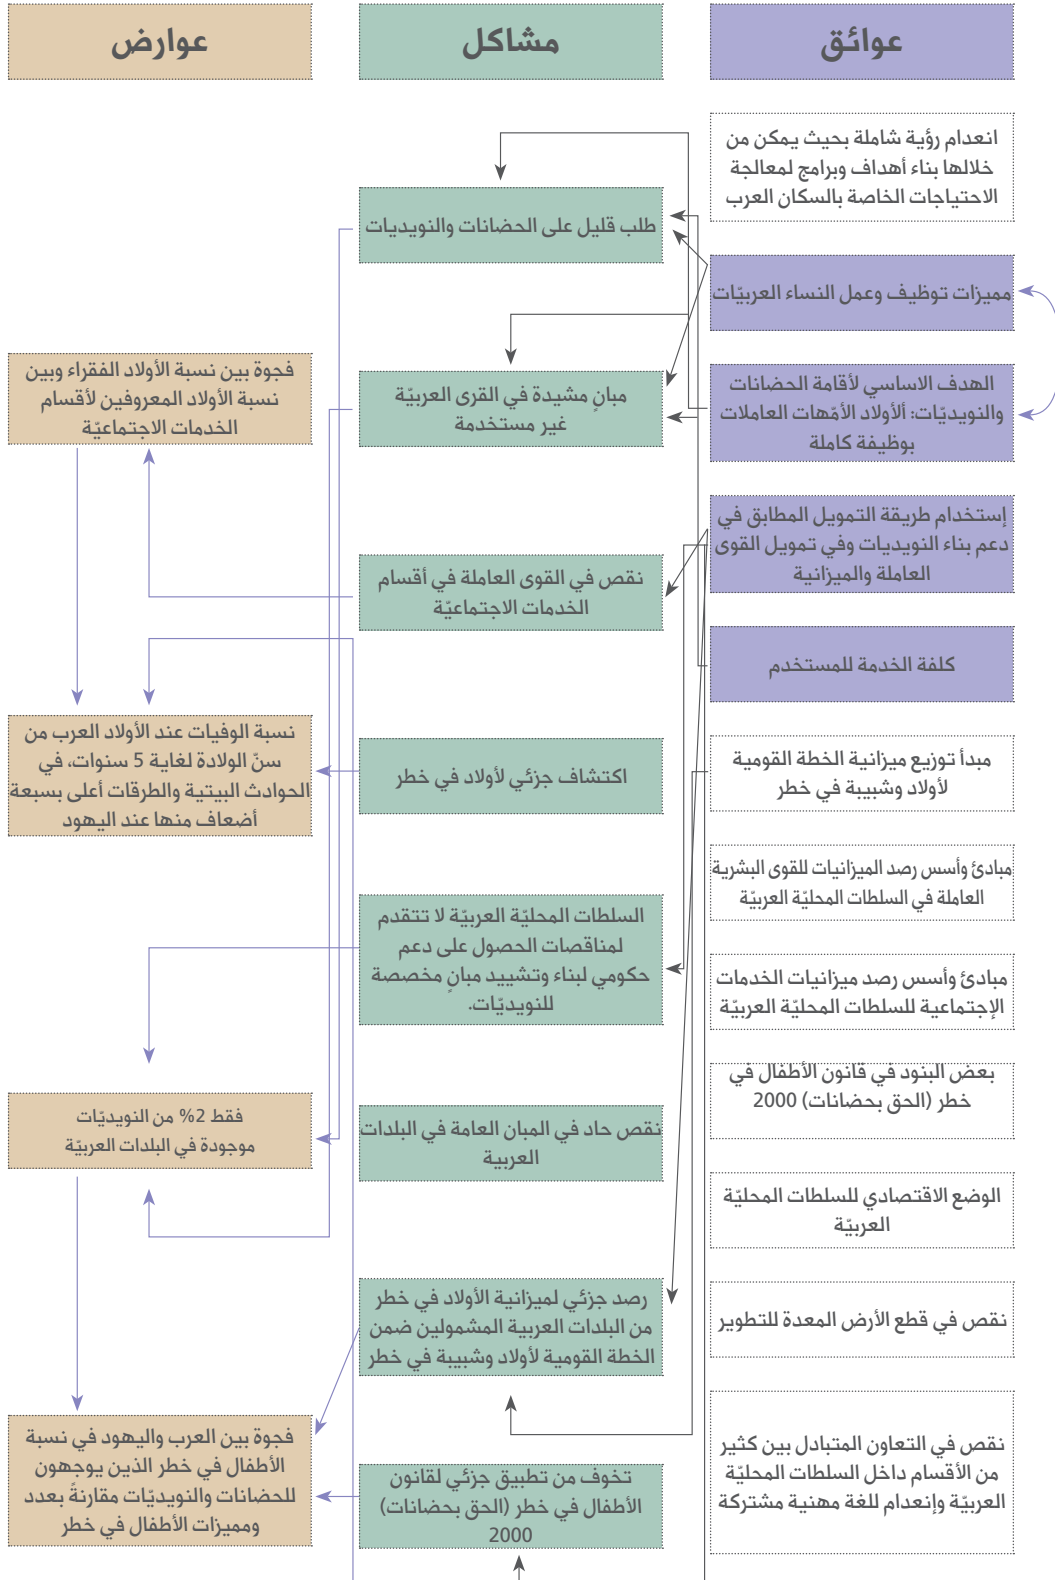 عوائق
مشاكل
عوارض
انعدام رؤية شاملة بحيث يمكن من
خلالها بناء أهداف وبرامج لمعالجة
الاحتياجات الخاصة بالسكان العرب
مميزات توظيف وعمل النساء العربيّات
الهدف الاساسي لأقامة الحضانات
والنويديّات: ألأولاد الأمّهات العاملات
بوظيفة كاملة
إستخدام طريقة التمويل المطابق في
دعم بناء النويديات وفي تمويل القوى
العاملة والميزانية
كلفة الخدمة للمستخدم
مبدأ توزيع ميزانية الخطة القومية
لأولاد وشبيبة في خطر
مبادئ وأسس رصد الميزانيات للقوى البشرية
العاملة في السلطات المحليّة العربيّة
مبادئ وأسس رصد ميزانيات الخدمات
الإجتماعية للسلطات المحليّة العربيّة
بعض البنود في قانون الأطفال في
خطر (الحق بحضانات) 2000
الوضع الاقتصادي للسلطات المحليّة
العربيّة
نقص في قطع الأرض المعدة للتطوير
نقص في التعاون المتبادل بين كثير
من الأقسام داخل السلطات المحليّة
العربيّة وإنعدام للغة مهنية مشتركة
طلب قليل على الحضانات والنويديات
مبانٍ مشيدة في القرى العربيّة
غير مستخدمة
نقص في القوى العاملة في أقسام
الخدمات الاجتماعيّة
اكتشاف جزئي لأولاد في خطر
السلطات المحليّة العربيّة لا تتقدم
لمناقصات الحصول على دعم
حكومي لبناء وتشييد مبانٍ مخصصة
للنويديّات.
نقص حاد في المبان العامة في البلدات
العربية
رصد جزئي لميزانية الأولاد في خطر
من البلدات العربية المشمولين ضمن
الخطة القومية لأولاد وشبيبة في خطر
تخوف من تطبيق جزئي لقانون
الأطفال في خطر (الحق بحضانات)
2000
فجوة بين نسبة الأولاد الفقراء وبين
نسبة الأولاد المعروفين لأقسام
الخدمات الاجتماعيّة
نسبة الوفيات عند الأولاد العرب من
سنّ الولادة لغاية 5 سنوات، في
الحوادث البيتية والطرقات أعلى بسبعة
أضعاف منها عند اليهود
فقط 2% من النويديّات
موجودة في البلدات العربيّة
فجوة بين العرب واليهود في نسبة
الأطفال في خطر الذين يوجهون
للحضانات والنويديّات مقارنةً بعدد
ومميزات الأطفال في خطر